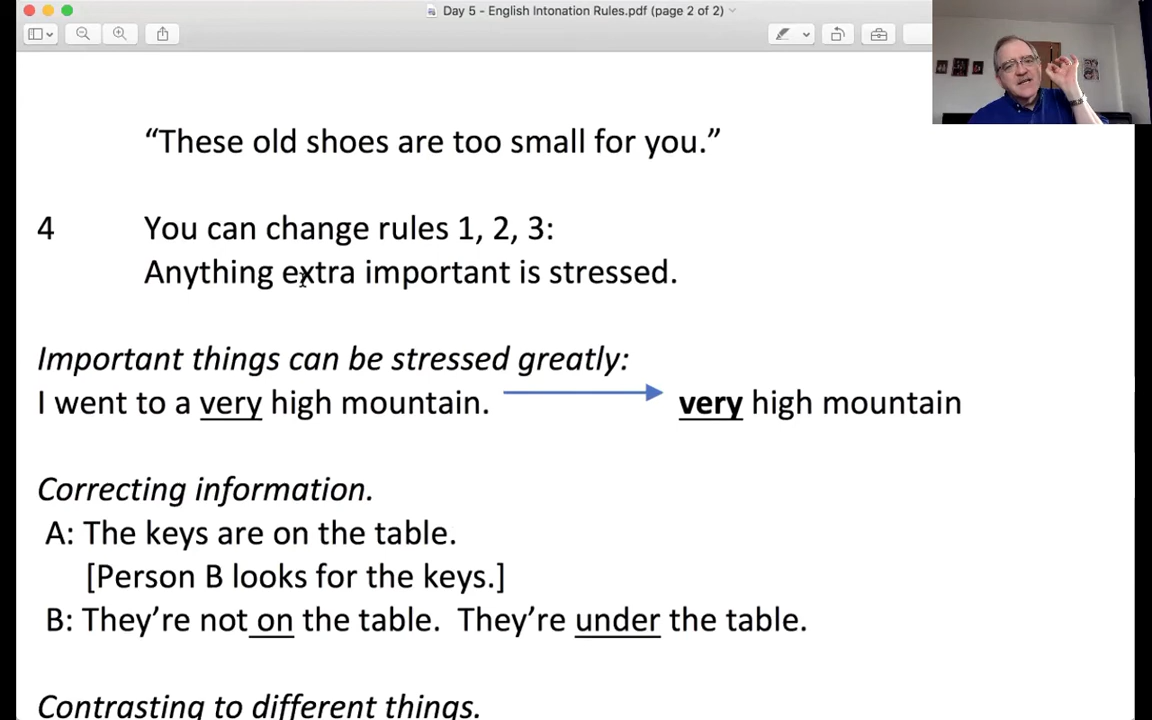 Day 5 - English Intonation Rules.pdf (page 2 of 2)
“These old shoes are too small for you.”
4 You can change rules 1, 2, 3:
Anything extra important is stressed.
Important things can be stressed greatly:
I went to a very high mountain. very high mountain
Correcting information.
A: The keys are on the table.
[Person B looks for the keys.]
B: They’re not on the table. They’re under the table.
Contrasting to different things.